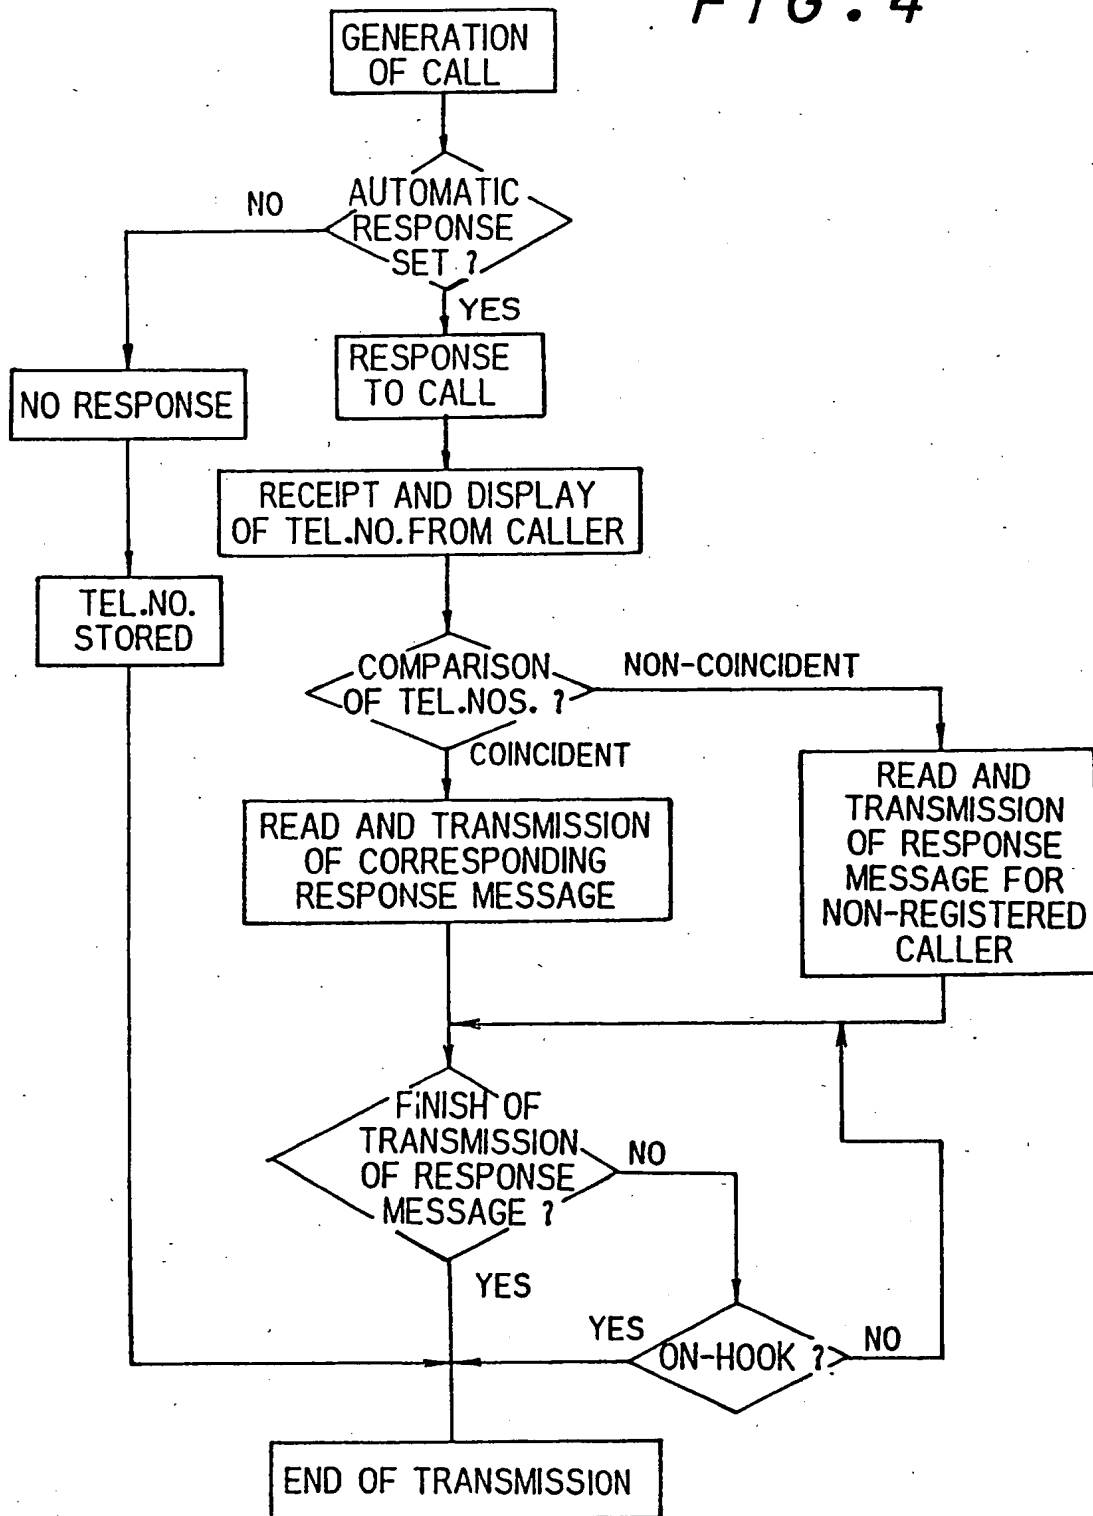 FIG. 4
GENERATION
OF CALL
AUTOMATIC
RESPONSE
SET ?
NO
YES
RESPONSE
TO CALL
NO RESPONSE
RECEIPT AND DISPLAY
OF TEL.NO.FROM CALLER
TEL.NO.
STORED
COMPARISON
OF TEL.NOS. ?
NON-COINCIDENT
COINCIDENT
READ AND TRANSMISSION
OF CORRESPONDING
RESPONSE MESSAGE
READ AND
TRANSMISSION
OF RESPONSE
MESSAGE FOR
NON-REGISTERED
CALLER
FiNISH OF
TRANSMISSION
OF RESPONSE
MESSAGE ?
NO
YES
YES
ON-HOOK ?
NO
END OF TRANSMISSION